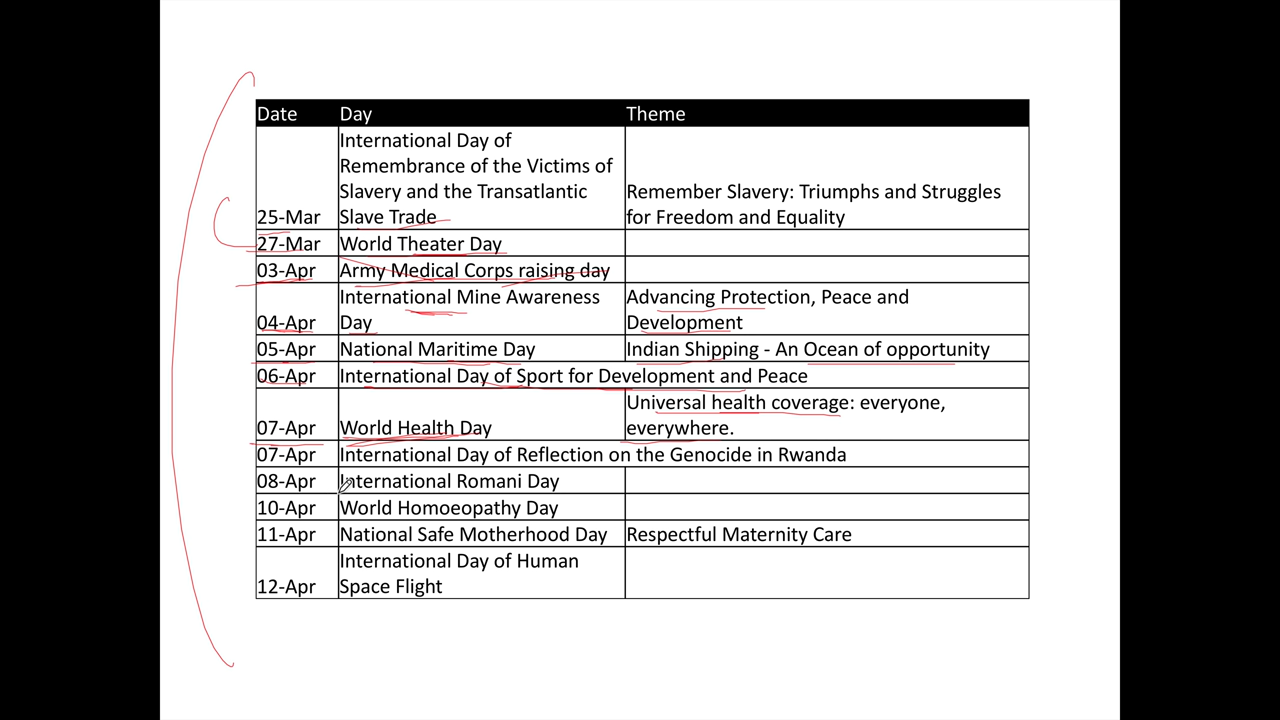 Date Day Theme
International Day of
Remembrance of the Victims of
Slavery and the Transatlantic Remember Slavery: Triumphs and Struggles
25-Mar Slave Trade for Freedom and Equality
27-Mar World Theater Day
03-Apr Army Medical Corps raising day
International Mine Awareness Advancing Protection, Peace and
04-Apr Day Development
05-Apr National Maritime Day Indian Shipping - An Ocean of opportunity
06-Apr International Day of Sport for Development and Peace
Universal health coverage: everyone,
07-Apr World Health Day everywhere.
07-Apr International Day of Reflection on the Genocide in Rwanda
08-Apr International Romani Day
10-Apr World Homoeopathy Day
11-Apr National Safe Motherhood Day Respectful Maternity Care
International Day of Human
12-Apr Space Flight